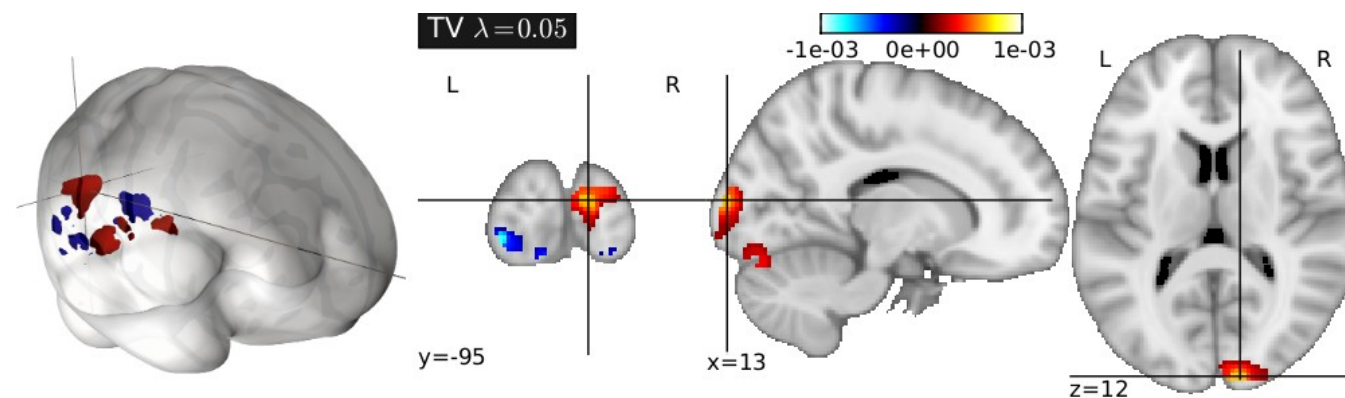 TV λ=0.05
-1e-03 0e+00 1e-03
L R
L R
y=-95
x=13
z=12